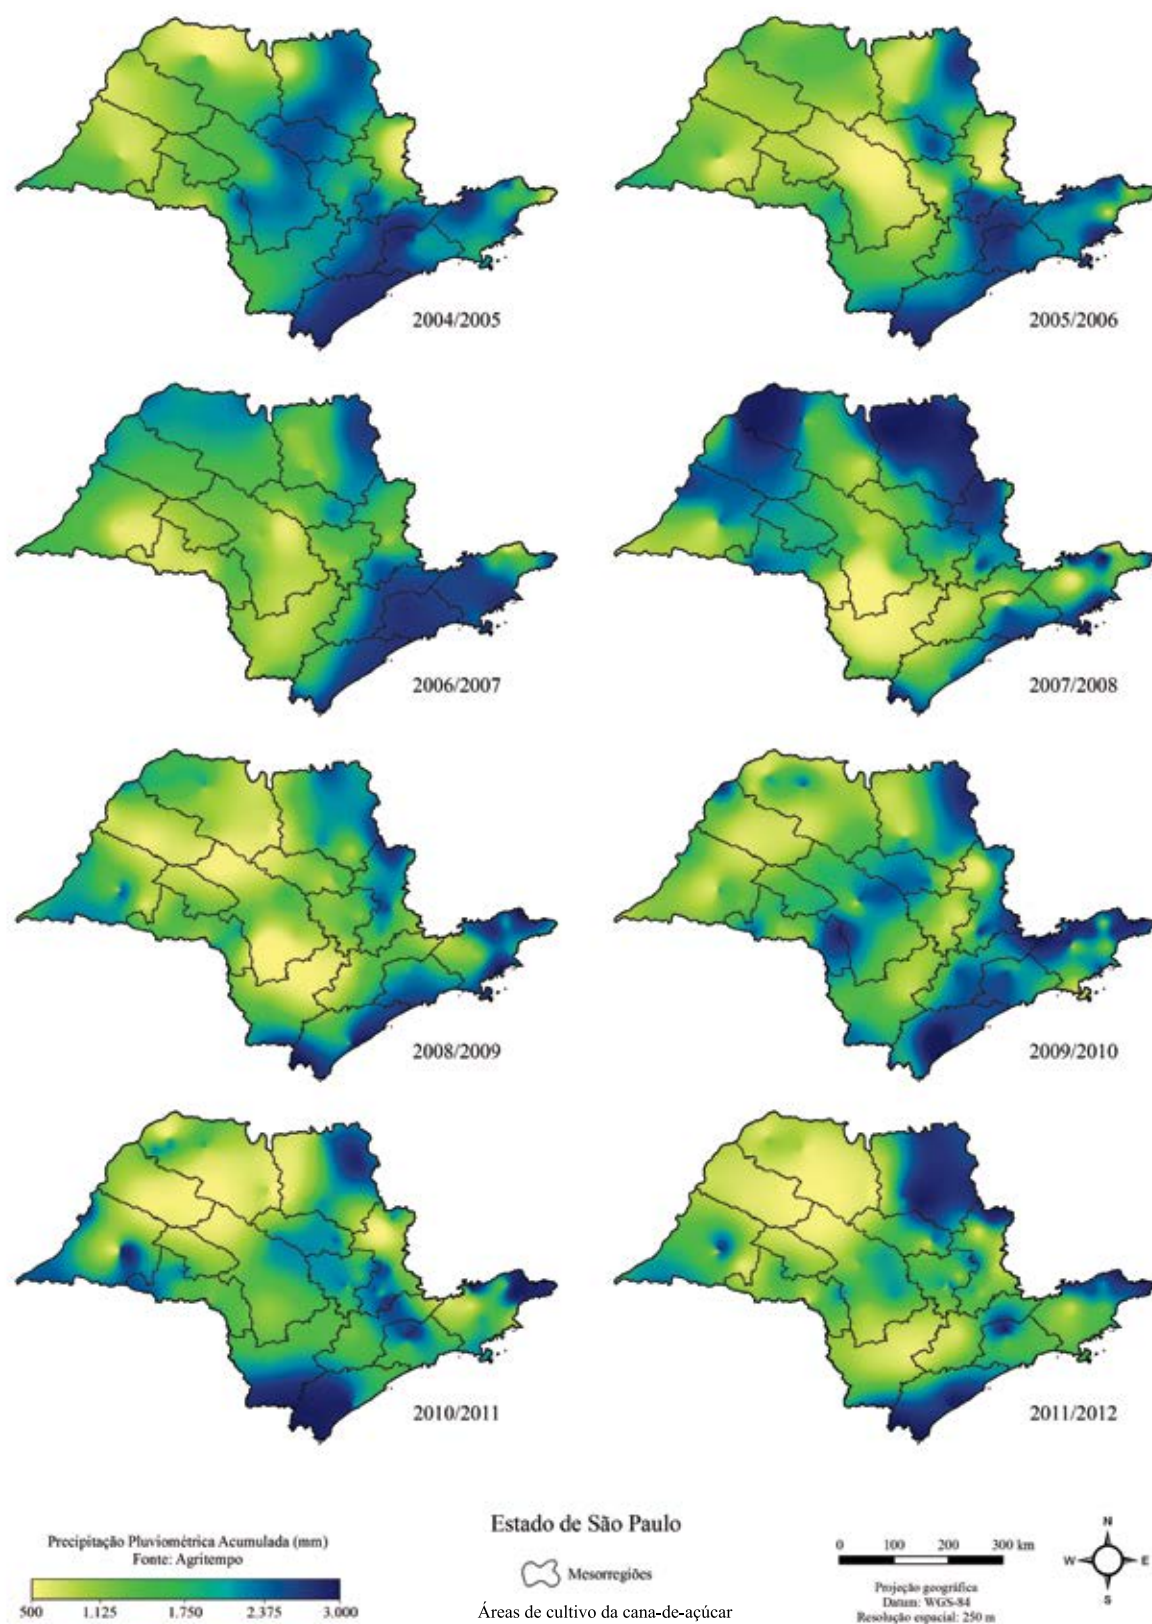 2004/2005
2005/2006
2006/2007
2007/2008
2008/2009
2009/2010
2010/2011
2011/2012
Precipitação Pluviométrica Acumulada (mm)
Fonte: Agritempo
500 1.125 1.750 2.375 3.000
Estado de São Paulo
Mesorregiões
Áreas de cultivo da cana-de-açúcar
0 100 200 300 km
Projeção geográfica
Datum: WGS-84
Resolução espacial: 250 m
N
W E
S